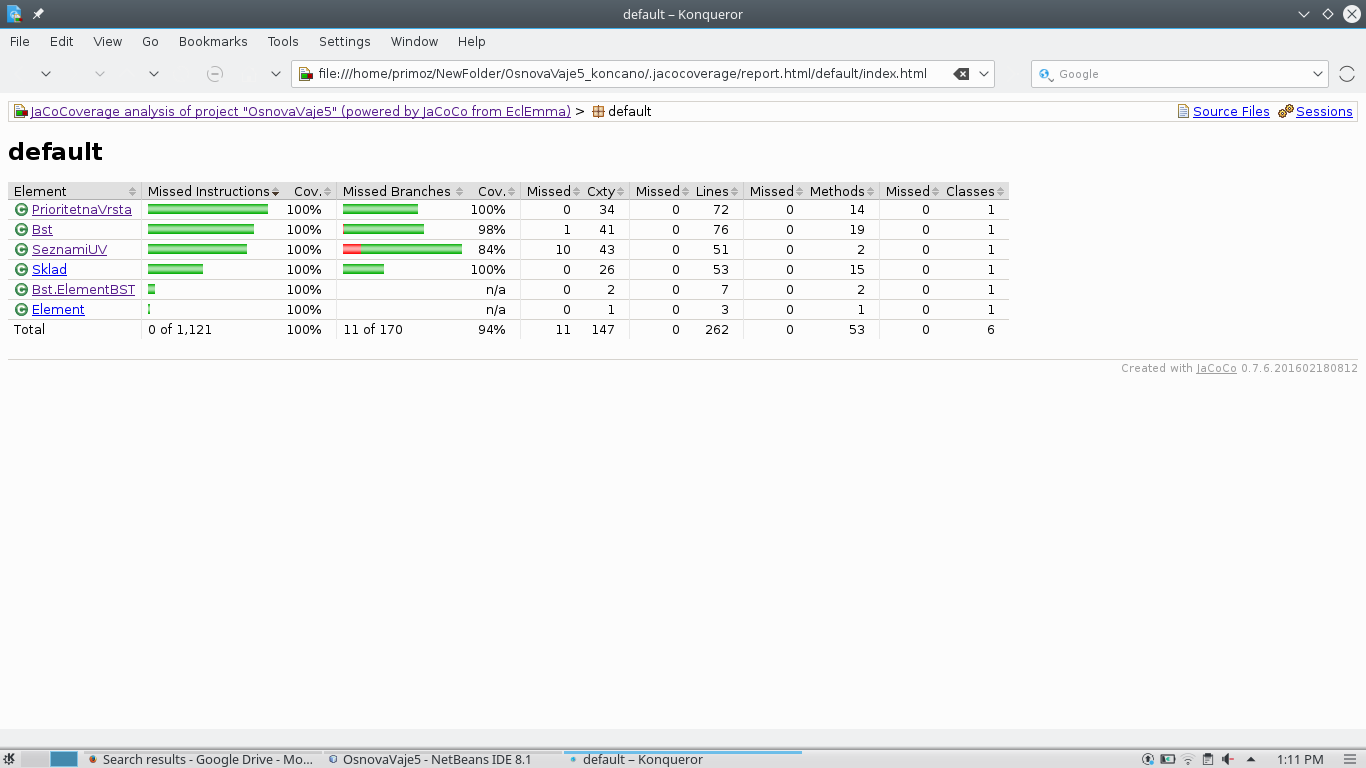 default – Konqueror
File Edit View Go Bookmarks Tools Settings Window Help
file:///home/primoz/NewFolder/OsnovaVaje5_koncano/.jacocoverage/report.html/default/index.html Google
JaCoCoverage analysis of project "OsnovaVaje5" (powered by JaCoCo from EclEmma) > default Source Files Sessions
default
Element Missed Instructions Cov. Missed Branches Cov. Missed Cxty Missed Lines Missed Methods Missed Classes
PrioritetnaVrsta 100% 100% 0 34 0 72 0 14 0 1
Bst 100% 98% 1 41 0 76 0 19 0 1
SeznamiUV 100% 84% 10 43 0 51 0 2 0 1
Sklad 100% 100% 0 26 0 53 0 15 0 1
Bst.ElementBST 100% n/a 0 2 0 7 0 2 0 1
Element 100% n/a 0 1 0 3 0 1 0 1
Total 0 of 1,121 100% 11 of 170 94% 11 147 0 262 0 53 0 6
Created with JaCoCo 0.7.6.201602180812
Search results - Google Drive - Mo... OsnovaVaje5 - NetBeans IDE 8.1 default – Konqueror 1:11 PM